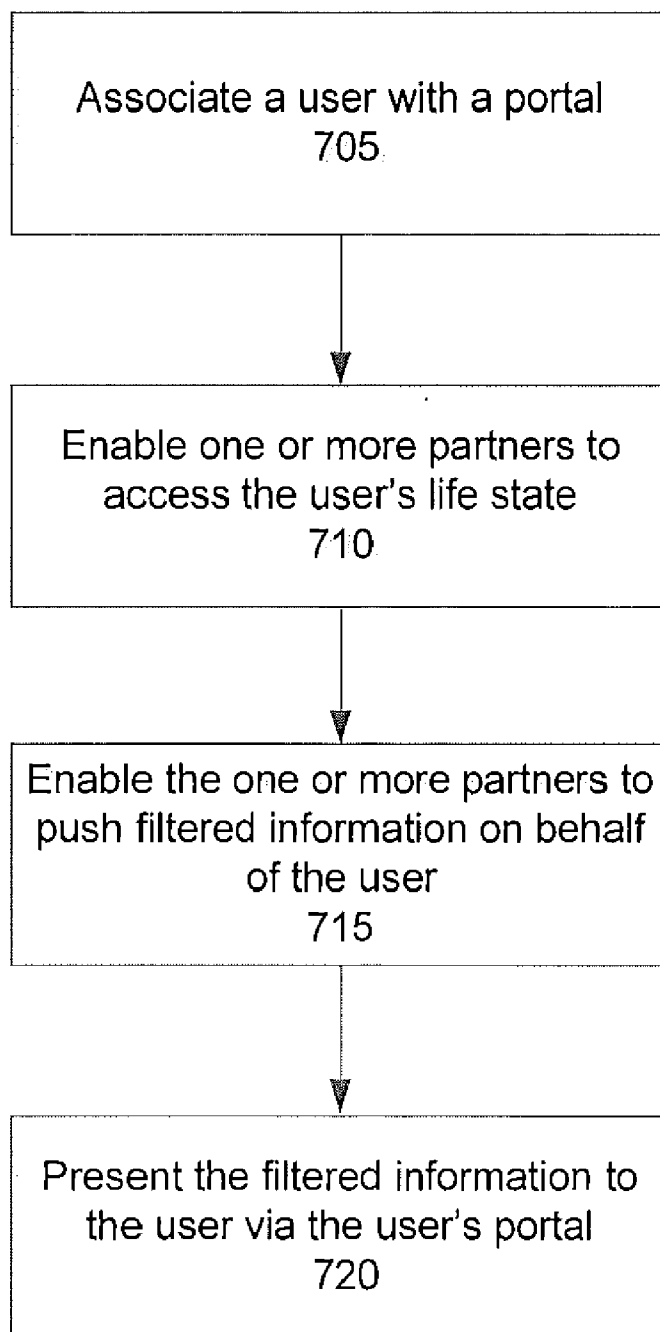 Associate a user with a portal
705
Enable one or more partners to
access the user's life state
710
Enable the one or more partners to
push filtered information on behalf
of the user
715
Present the filtered information to
the user via the user's portal
720